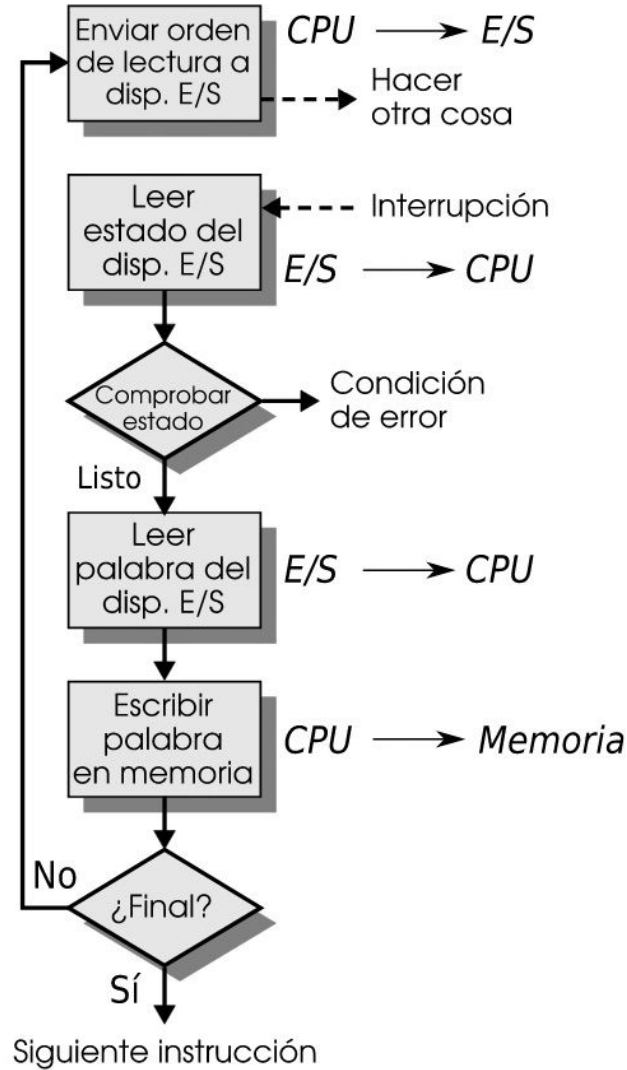 Enviar orden
de lectura a
disp. E/S
CPU → E/S
Hacer
otra cosa
Leer
estado del
disp. E/S
Interrupción
E/S → CPU
Comprobar
estado
Condición
de error
Listo
Leer
palabra del
disp. E/S
E/S → CPU
Escribir
palabra
en memoria
CPU → Memoria
No
¿Final?
Sí
Siguiente instrucción